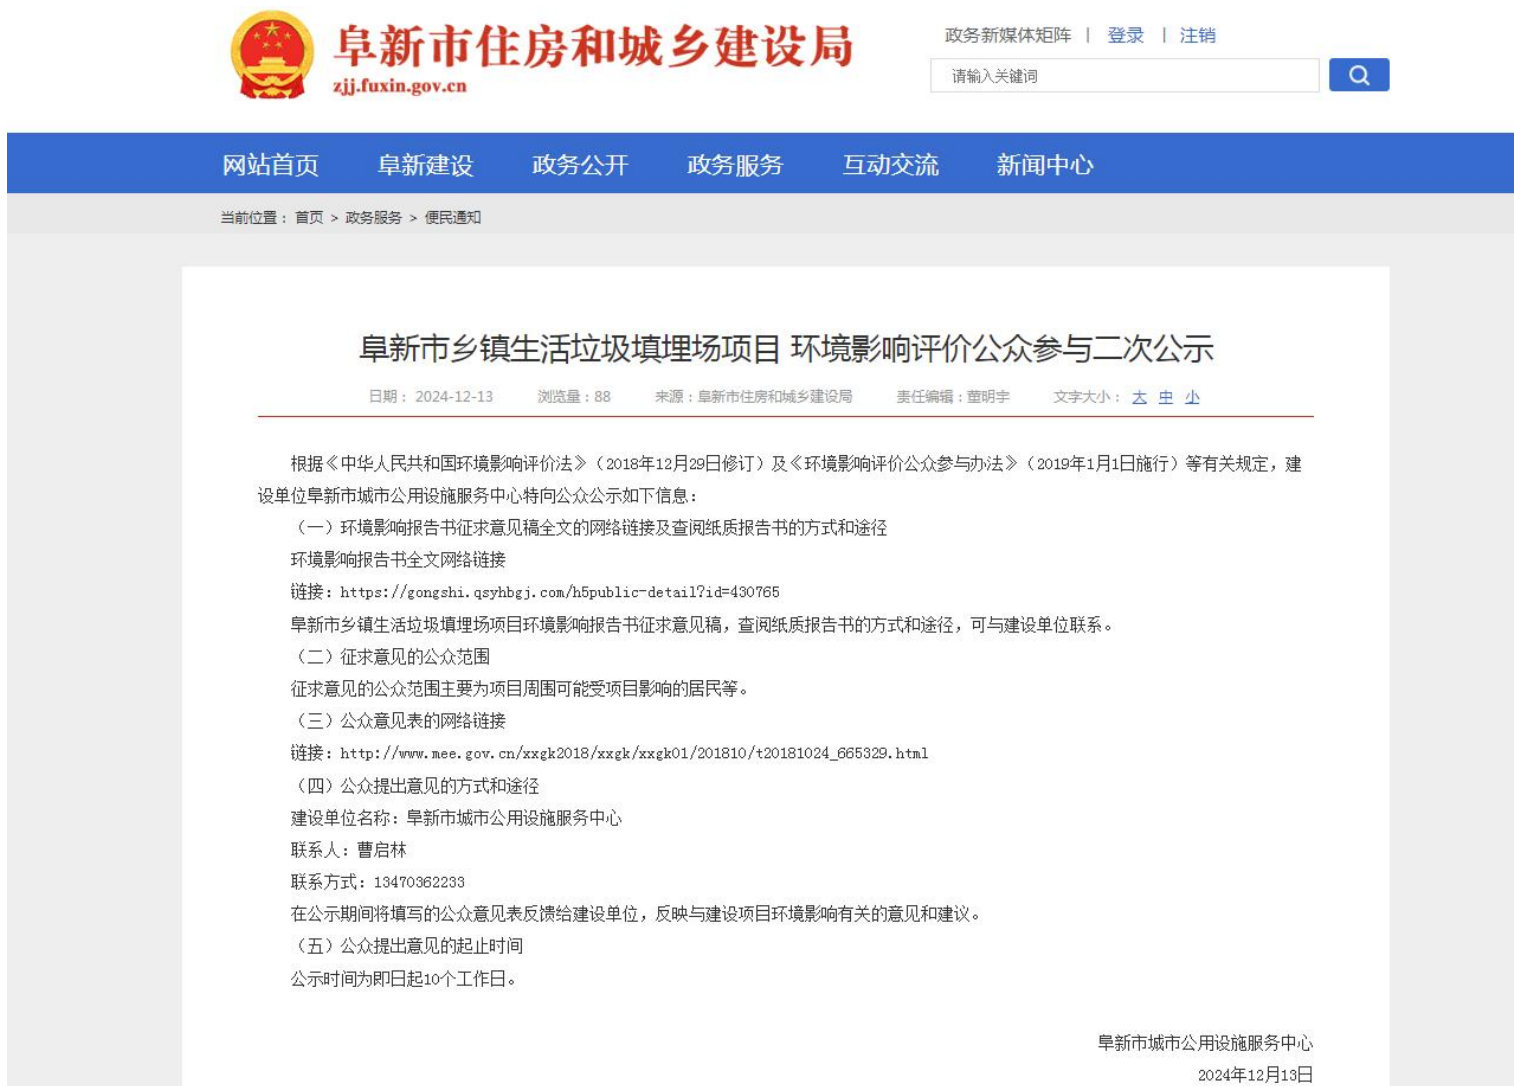 阜新市住房和城乡建设局
zjj.fuxin.gov.cn
政务新媒体矩阵 | 登录 | 注销
请输入关键词
网站首页 阜新建设 政务公开 政务服务 互动交流 新闻中心
当前位置： 首页 > 政务服务 > 便民通知
阜新市乡镇生活垃圾填埋场项目 环境影响评价公众参与二次公示
日期： 2024-12-13 浏览量：88 来源：阜新市住房和城乡建设局 责任编辑：董明宇 文字大小： 大 中 小
根据《中华人民共和国环境影响评价法》（2018年12月29日修订）及《环境影响评价公众参与办法》（2019年1月1日施行）等有关规定，建
设单位阜新市城市公用设施服务中心特向公众公示如下信息：
（一）环境影响报告书征求意见稿全文的网络链接及查阅纸质报告书的方式和途径
环境影响报告书全文网络链接
链接：https://gongshi.qsyhbgj.com/h5public-detail?id=430765
阜新市乡镇生活垃圾填埋场项目环境影响报告书征求意见稿，查阅纸质报告书的方式和途径，可与建设单位联系。
（二）征求意见的公众范围
征求意见的公众范围主要为项目周围可能受项目影响的居民等。
（三）公众意见表的网络链接
链接：http://www.mee.gov.cn/xxgk2018/xxgk/xxgk01/201810/t20181024_665329.html
（四）公众提出意见的方式和途径
建设单位名称：阜新市城市公用设施服务中心
联系人：曹启林
联系方式：13470362233
在公示期间将填写的公众意见表反馈给建设单位，反映与建设项目环境影响有关的意见和建议。
（五）公众提出意见的起止时间
公示时间为即日起10个工作日。
阜新市城市公用设施服务中心
2024年12月13日